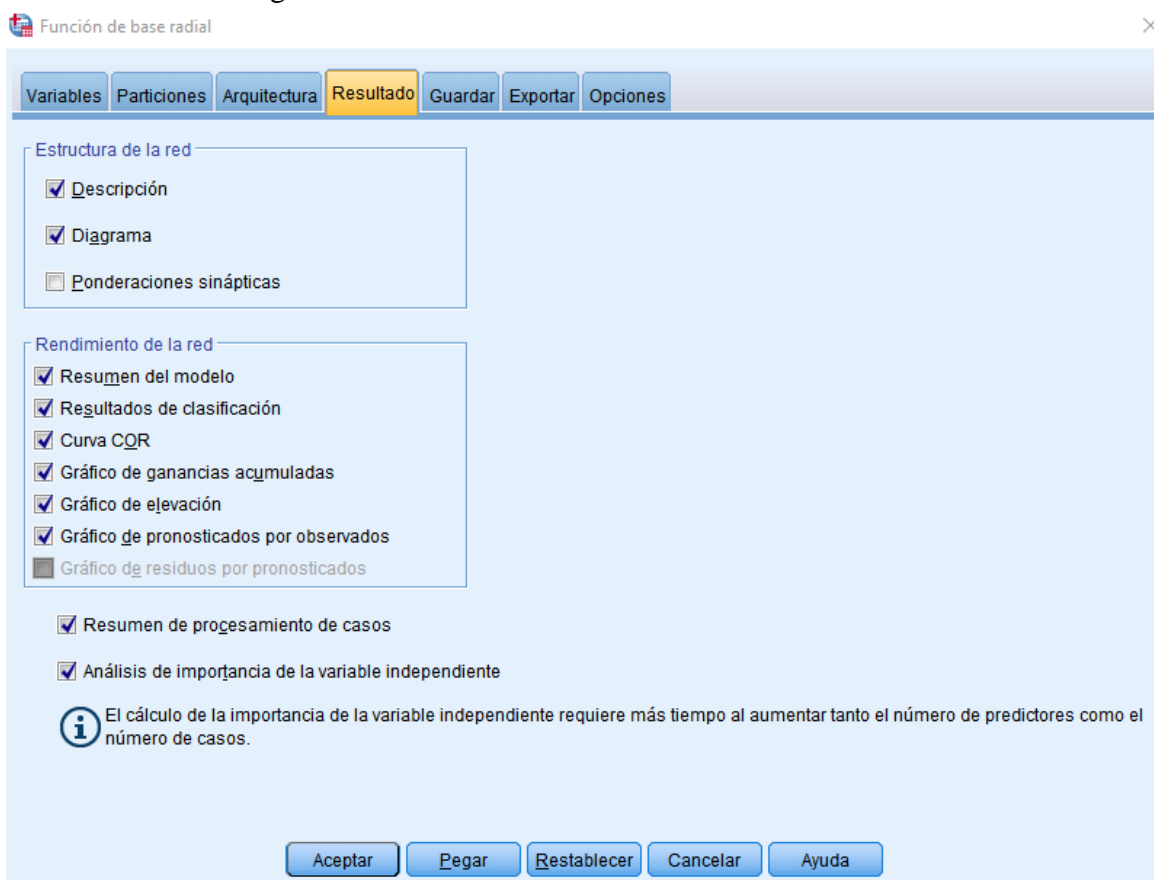 Función de base radial
Variables Particiones Arquitectura Resultado Guardar Exportar Opciones
Estructura de la red
Descripción
Diagrama
Ponderaciones sinápticas
Rendimiento de la red
Resumen del modelo
Resultados de clasificación
Curva COR
Gráfico de ganancias acumuladas
Gráfico de elevación
Gráfico de pronosticados por observados
Gráfico de residuos por pronosticados
Resumen de procesamiento de casos
Análisis de importancia de la variable independiente
El cálculo de la importancia de la variable independiente requiere más tiempo al aumentar tanto el número de predictores como el
número de casos.
Aceptar Pegar Restablecer Cancelar Ayuda